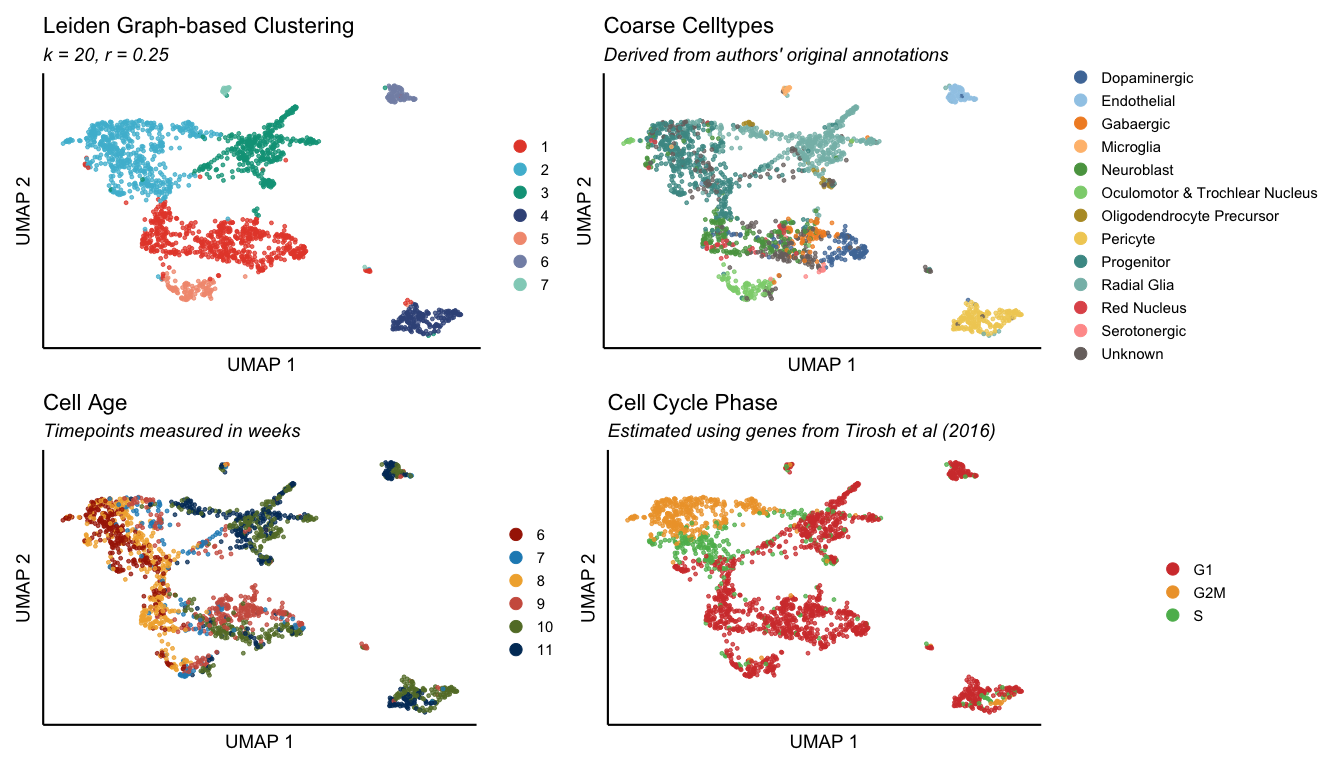 Leiden Graph-based Clustering
k = 20, r = 0.25
UMAP 2
UMAP 1
1
2
3
4
5
6
7
Coarse Celltypes
Derived from authors' original annotations
UMAP 2
UMAP 1
Dopaminergic
Endothelial
Gabaergic
Microglia
Neuroblast
Oculomotor & Trochlear Nucleus
Oligodendrocyte Precursor
Pericyte
Progenitor
Radial Glia
Red Nucleus
Serotonergic
Unknown
Cell Age
Timepoints measured in weeks
UMAP 2
UMAP 1
6
7
8
9
10
11
Cell Cycle Phase
Estimated using genes from Tirosh et al (2016)
UMAP 2
UMAP 1
G1
G2M
S